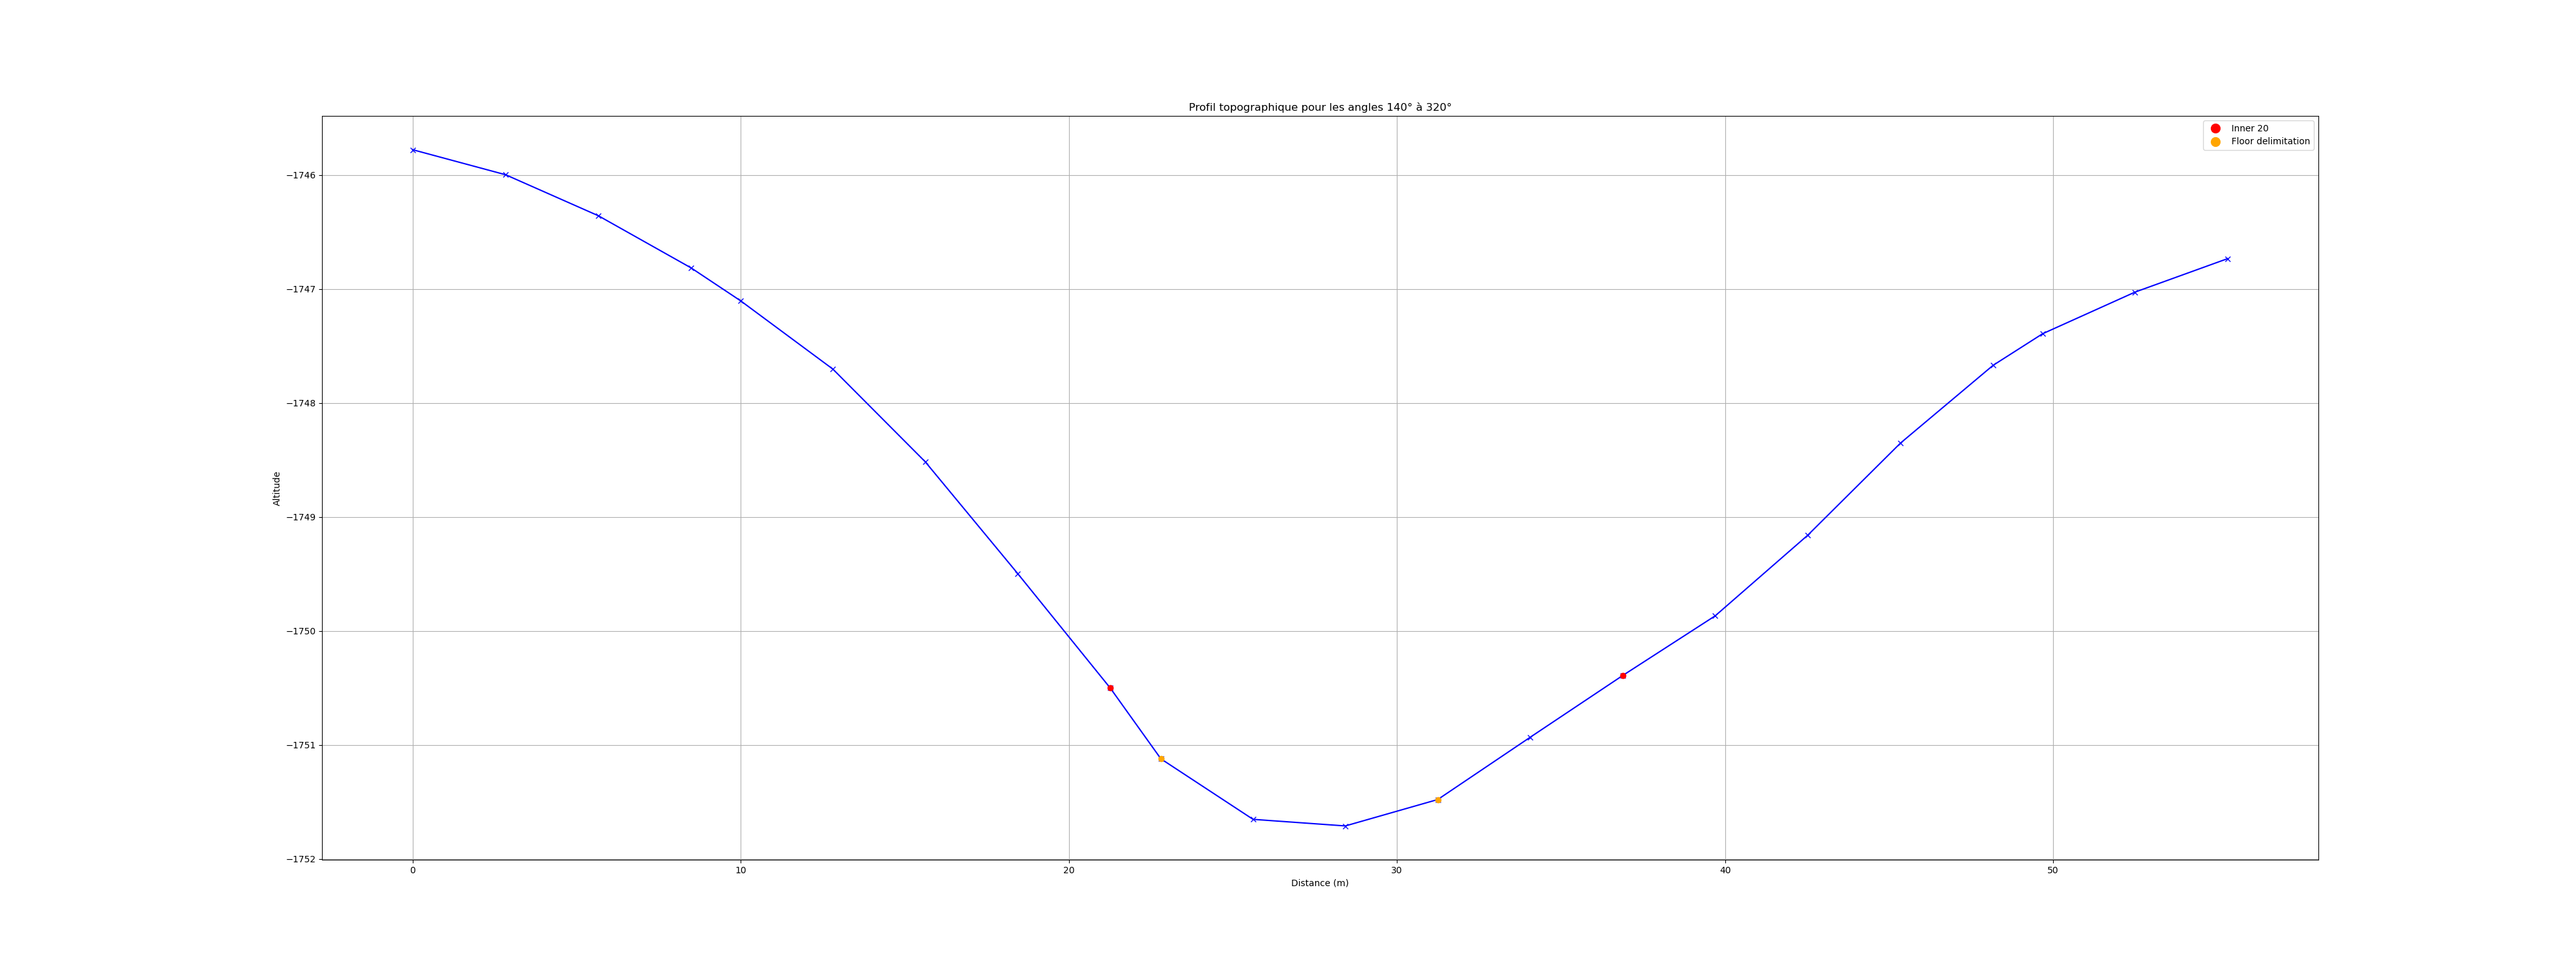 Profil topographique pour les angles 140° à 320°
Inner 20
Floor delimitation
−1746
−1747
−1748
−1749
−1750
−1751
−1752
Altitude
0 10 20 30 40 50
Distance (m)